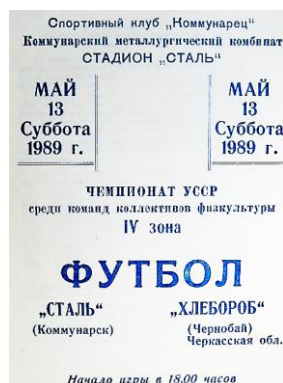 Спортивный клуб „Коммунарец"
Коммунарский металлургический комбинат
СТАДИОН „СТАЛЬ"
МАЙ
13
Суббота
1989 г.
МАЙ
13
Суббота
1989 г.
ЧЕМПИОНАТ УССР
среди команд коллективов физкультуры
IV зона
ФУТБОЛ
„СТАЛЬ"
(Коммунарск)
„ХЛЕБОРОБ"
(Чернобай)
Черкасская обл.
Начало игры в 18.00 часов